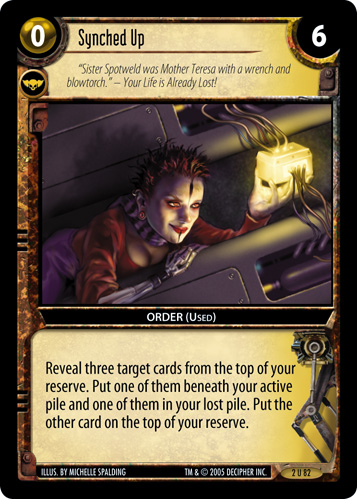 0 Synched Up 6
"Sister Spotweld was Mother Teresa with a wrench and
blowtorch." – Your Life is Already Lost!
ORDER (USED)
Reveal three target cards from the top of your
reserve. Put one of them beneath your active
pile and one of them in your lost pile. Put the
other card on the top of your reserve.
ILLUS. BY MICHELLE SPALDING TM & © 2005 DECIPHER INC. 2 U 82